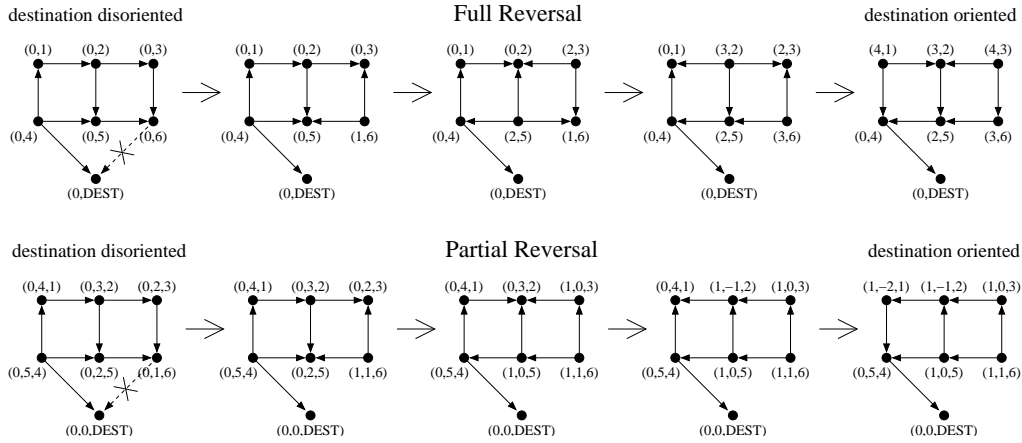 Full Reversal
destination disoriented destination oriented
(0,1) (0,2) (0,3) (0,1) (0,2) (0,3) (0,1) (0,2) (2,3) (0,1) (3,2) (2,3) (4,1) (3,2) (4,3)
(0,4) (0,5) (0,6) (0,4) (0,5) (1,6) (0,4) (2,5) (1,6) (0,4) (2,5) (3,6) (0,4) (2,5) (3,6)
(0,DEST) (0,DEST) (0,DEST) (0,DEST) (0,DEST)
Partial Reversal
destination disoriented destination oriented
(0,4,1) (0,3,2) (0,2,3) (0,4,1) (0,3,2) (0,2,3) (0,4,1) (0,3,2) (1,0,3) (0,4,1) (1,−1,2) (1,0,3) (1,−2,1) (1,−1,2) (1,0,3)
(0,5,4) (0,2,5) (0,1,6) (0,5,4) (0,2,5) (1,1,6) (0,5,4) (1,0,5) (1,1,6) (0,5,4) (1,0,5) (1,1,6) (0,5,4) (1,0,5) (1,1,6)
(0,0,DEST) (0,0,DEST) (0,0,DEST) (0,0,DEST) (0,0,DEST)